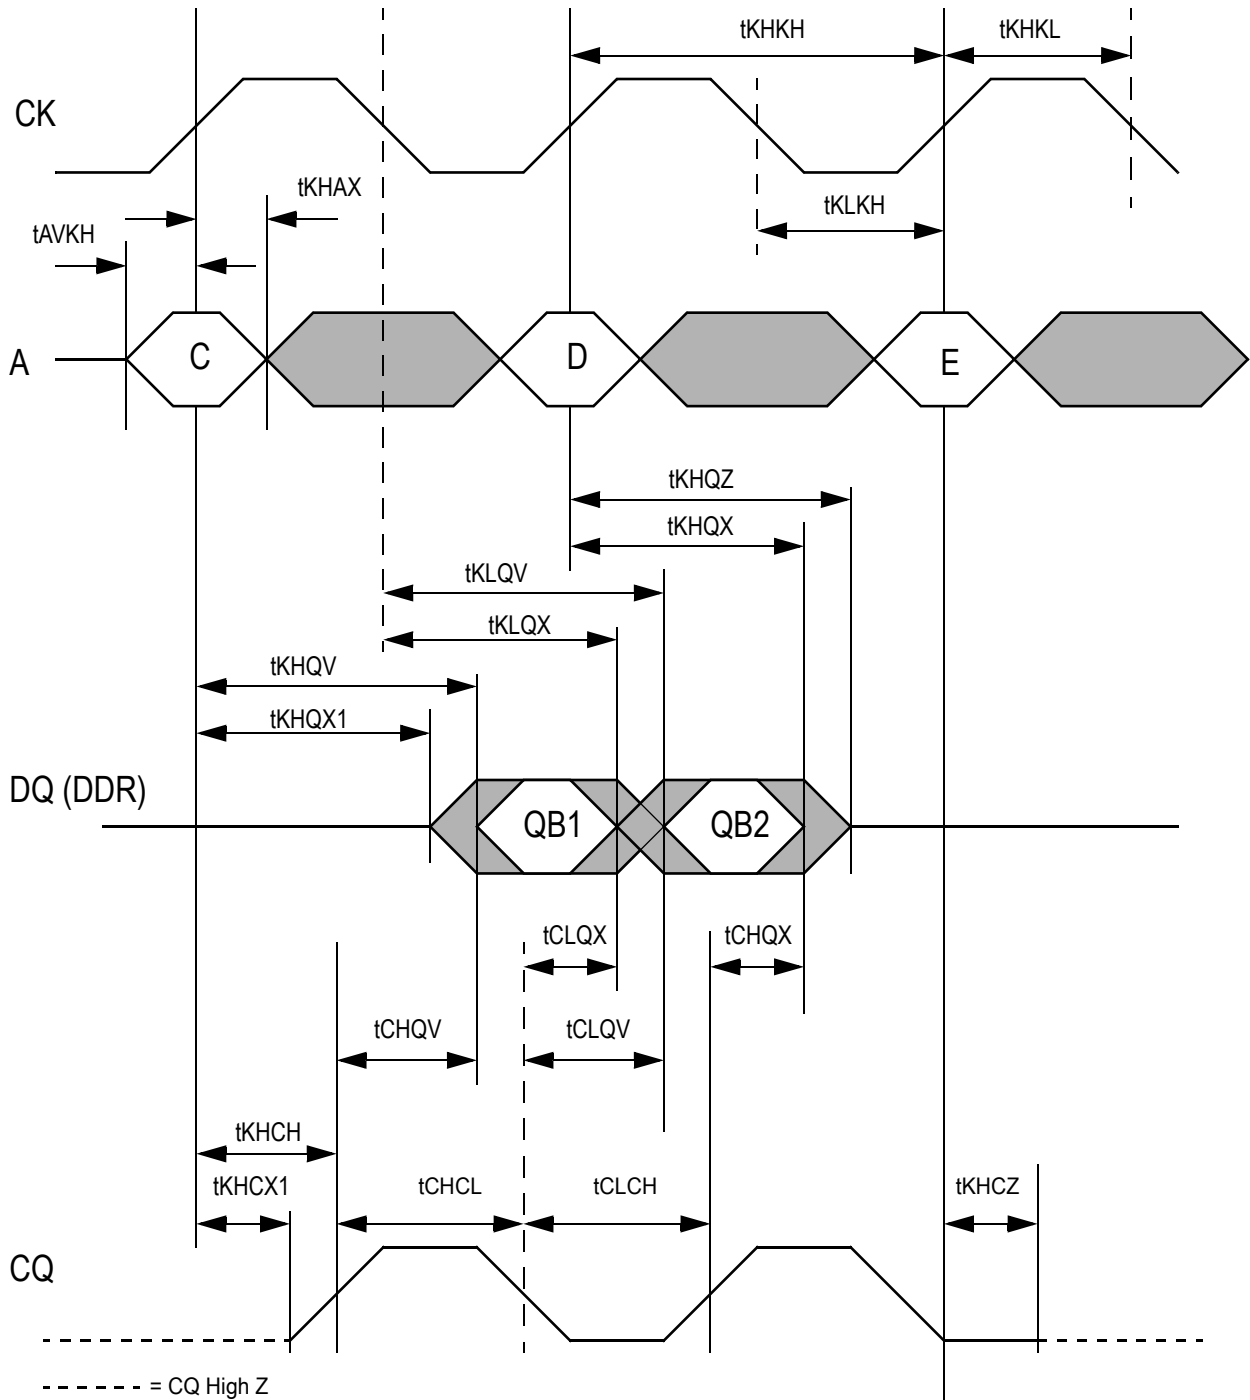 tKHKH
tKHKL
CK
tKHAX
tKLKH
tAVKH
A
C
D
E
tKHQZ
tKHQX
tKLQV
tKLQX
tKHQV
tKHQX1
DQ (DDR)
QB1
QB2
tCLQX
tCHQX
tCHQV
tCLQV
tKHCH
tKHCX1
tCHCL
tCLCH
tKHCZ
CQ
= CQ High Z